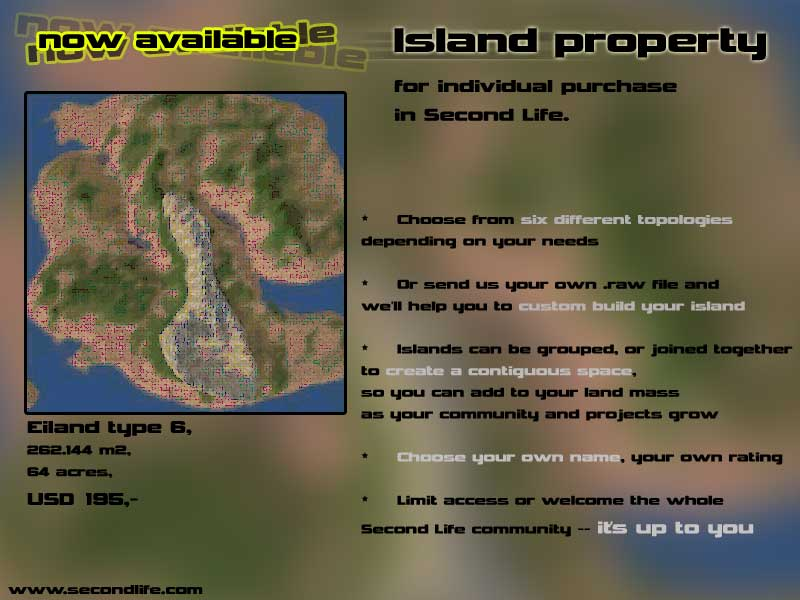 now available
now available
now available
Island property
for individual purchase
in Second Life.
* Choose from six different topologies
depending on your needs
* Or send us your own .raw file and
we'll help you to custom build your island
* Islands can be grouped, or joined together
to create a contiguous space,
so you can add to your land mass
as your community and projects grow
* Choose your own name, your own rating
* Limit access or welcome the whole
Second Life community -- it's up to you
Eiland type 6,
262.144 m2,
64 acres,
USD 195,-
www.secondlife.com